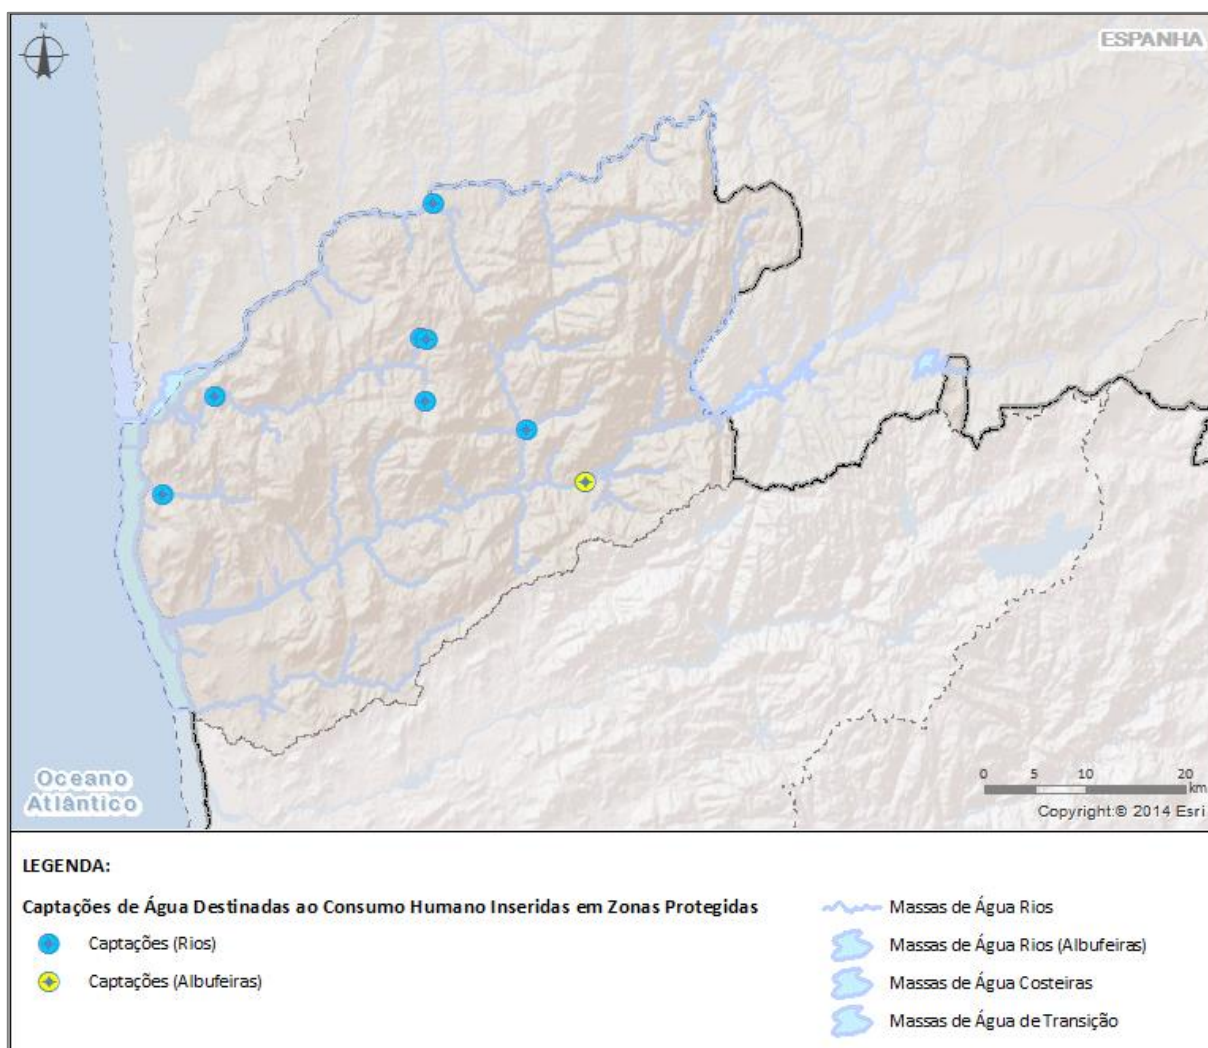 N
ESPANHA
Oceano
Atlântico
0 5 10 20
km
Copyright:© 2014 Esri
LEGENDA:
Captações de Água Destinadas ao Consumo Humano Inseridas em Zonas Protegidas
Captações (Rios)
Captações (Albufeiras)
Massas de Água Rios
Massas de Água Rios (Albufeiras)
Massas de Água Costeiras
Massas de Água de Transição